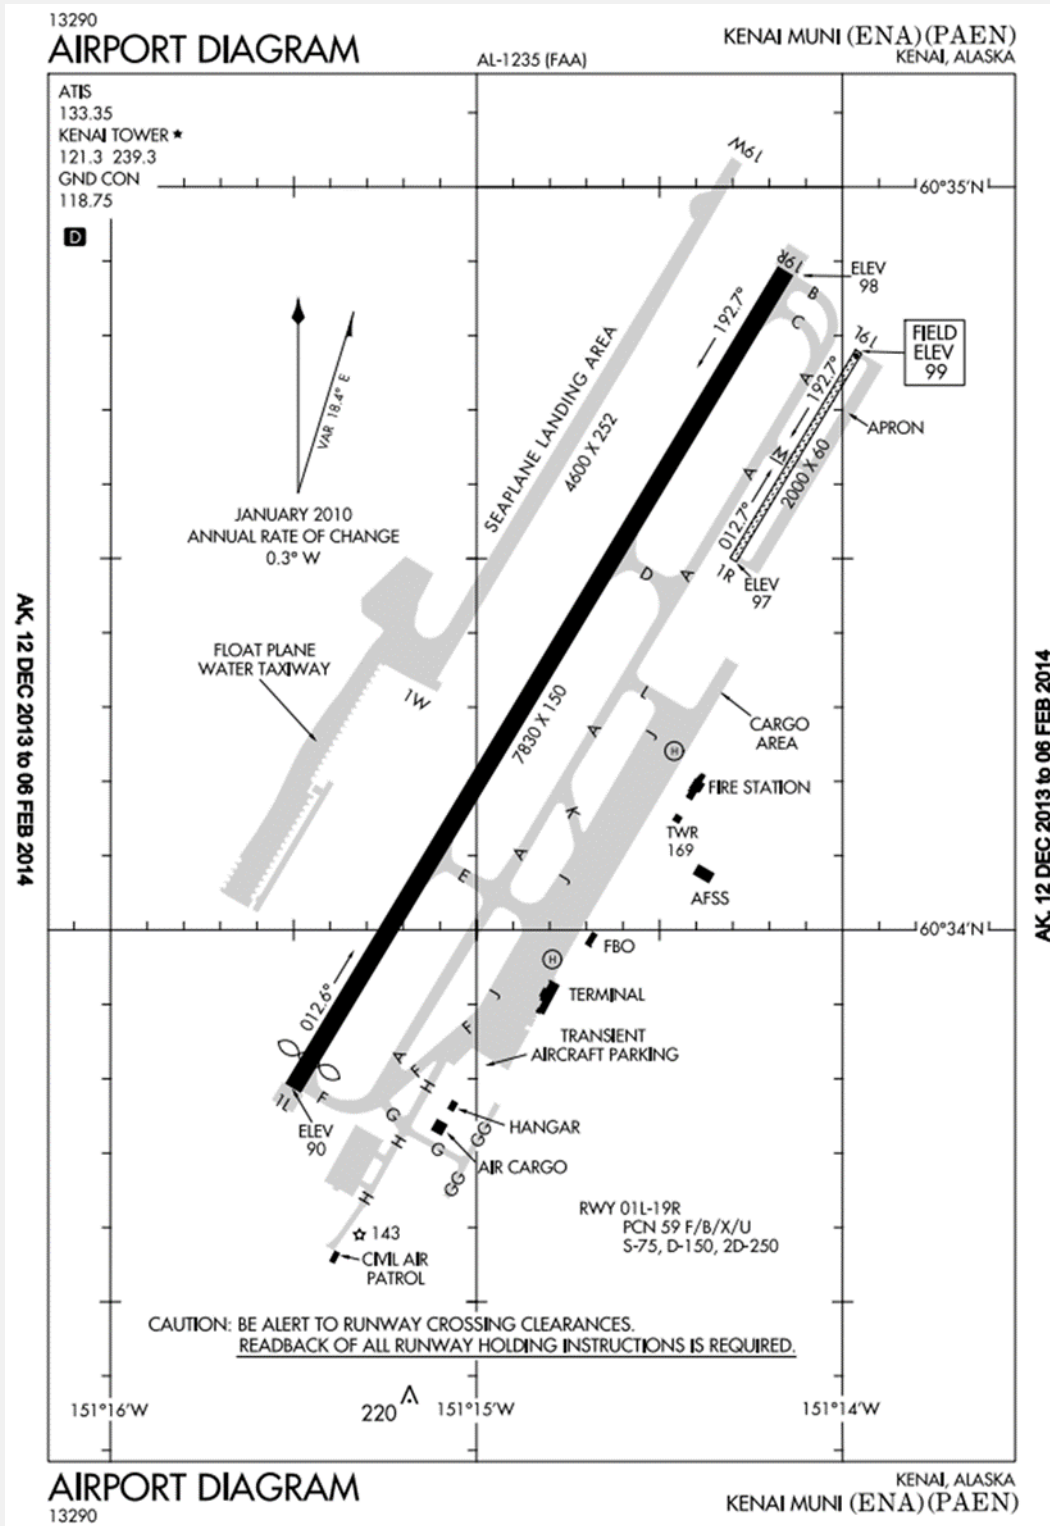 13290
AIRPORT DIAGRAM
AL-1235 (FAA)
KENAI MUNI (ENA) (PAEN)
KENAI, ALASKA
ATIS
133.35
KENAI TOWER ★
121.3 239.3
GND CON
118.75
D
60°35'N
19W
19R
ELEV
98
B
C
192.7°
19L
FIELD
ELEV
99
VAR 18.4° E
SEAPLANE LANDING AREA
4600 X 252
A
192.7°
APRON
A
M
2000 X 60
012.7°
JANUARY 2010
ANNUAL RATE OF CHANGE
0.3° W
D
A
1R
ELEV
97
FLOAT PLANE
WATER TAXIWAY
1W
7830 X 150
L
A
J
H
CARGO
AREA
FIRE STATION
K
TWR
169
A
J
E
AFSS
60°34'N
FBO
H
012.6°
J
TERMINAL
F
TRANSIENT
AIRCRAFT PARKING
A
F
H
1L
F
G
ELEV
90
HANGAR
H
G
GG
AIR CARGO
GG
H
RWY 01L-19R
PCN 59 F/B/X/U
S-75, D-150, 2D-250
143
CIVIL AIR
PATROL
CAUTION: BE ALERT TO RUNWAY CROSSING CLEARANCES.
READBACK OF ALL RUNWAY HOLDING INSTRUCTIONS IS REQUIRED.
220
151°16'W
151°15'W
151°14'W
AK, 12 DEC 2013 to 06 FEB 2014
AK, 12 DEC 2013 to 06 FEB 2014
AIRPORT DIAGRAM
13290
KENAI, ALASKA
KENAI MUNI (ENA) (PAEN)